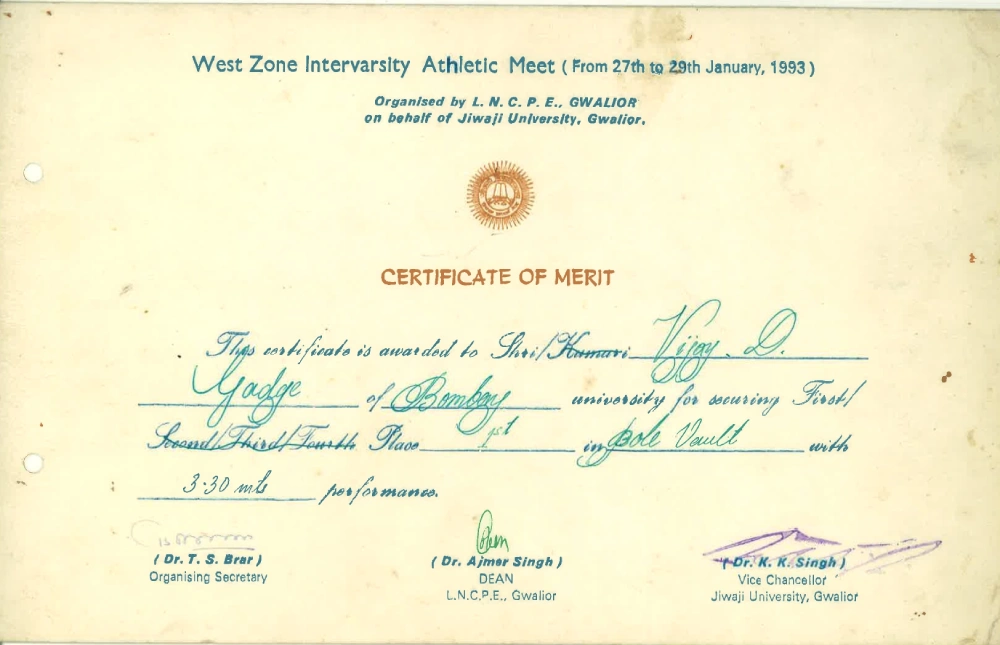 West Zone Intervarsity Athletic Meet ( From 27th to 29th January, 1993 )
Organised by L. N. C. P. E., GWALIOR
on behalf of Jiwaji University, Gwalior.
CERTIFICATE OF MERIT
This certificate is awarded to Shri/Kumari Vijay. D.
Gadge of Bombay university for securing First/
Second/Third/Fourth Place 1st in pole Vault with
3.30 mts performance.
( Dr. T. S. Brar ) ( Dr. Ajmer Singh ) ( Dr. K. K. Singh )
Organising Secretary DEAN Vice Chancellor
L.N.C.P.E., Gwalior Jiwaji University, Gwalior